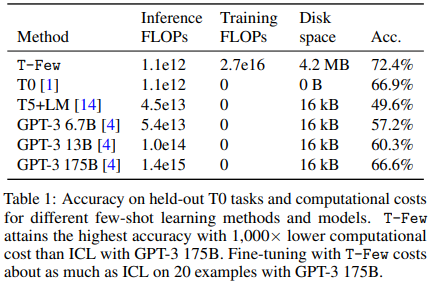 Inference Training Disk
Method FLOPs FLOPs space Acc.
T-Few 1.1e12 2.7e16 4.2 MB 72.4%
T0 [1] 1.1e12 0 0 B 66.9%
T5+LM [14] 4.5e13 0 16 kB 49.6%
GPT-3 6.7B [4] 5.4e13 0 16 kB 57.2%
GPT-3 13B [4] 1.0e14 0 16 kB 60.3%
GPT-3 175B [4] 1.4e15 0 16 kB 66.6%
Table 1: Accuracy on held-out T0 tasks and computational costs
for different few-shot learning methods and models. T-Few
attains the highest accuracy with 1,000× lower computational
cost than ICL with GPT-3 175B. Fine-tuning with T-Few costs
about as much as ICL on 20 examples with GPT-3 175B.